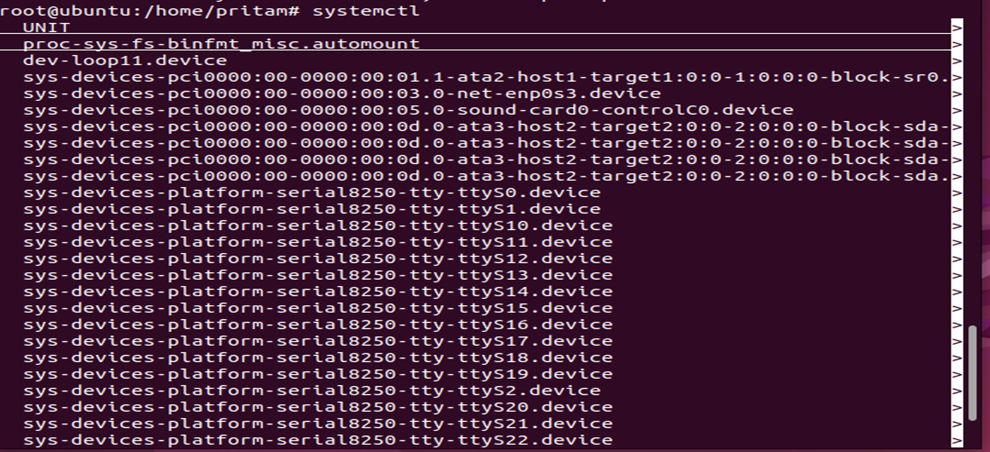 root@ubuntu:/home/pritam# systemctl
UNIT >
proc-sys-fs-binfmt_misc.automount >
dev-loop11.device >
sys-devices-pci0000:00-0000:00:01.1-ata2-host1-target1:0:0-1:0:0:0-block-sr0.>
sys-devices-pci0000:00-0000:00:03.0-net-enp0s3.device >
sys-devices-pci0000:00-0000:00:05.0-sound-card0-controlC0.device >
sys-devices-pci0000:00-0000:00:0d.0-ata3-host2-target2:0:0-2:0:0:0-block-sda->
sys-devices-pci0000:00-0000:00:0d.0-ata3-host2-target2:0:0-2:0:0:0-block-sda->
sys-devices-pci0000:00-0000:00:0d.0-ata3-host2-target2:0:0-2:0:0:0-block-sda->
sys-devices-pci0000:00-0000:00:0d.0-ata3-host2-target2:0:0-2:0:0:0-block-sda.>
sys-devices-platform-serial8250-tty-ttyS0.device >
sys-devices-platform-serial8250-tty-ttyS1.device >
sys-devices-platform-serial8250-tty-ttyS10.device >
sys-devices-platform-serial8250-tty-ttyS11.device >
sys-devices-platform-serial8250-tty-ttyS12.device >
sys-devices-platform-serial8250-tty-ttyS13.device >
sys-devices-platform-serial8250-tty-ttyS14.device >
sys-devices-platform-serial8250-tty-ttyS15.device >
sys-devices-platform-serial8250-tty-ttyS16.device >
sys-devices-platform-serial8250-tty-ttyS17.device >
sys-devices-platform-serial8250-tty-ttyS18.device >
sys-devices-platform-serial8250-tty-ttyS19.device >
sys-devices-platform-serial8250-tty-ttyS2.device >
sys-devices-platform-serial8250-tty-ttyS20.device >
sys-devices-platform-serial8250-tty-ttyS21.device >
sys-devices-platform-serial8250-tty-ttyS22.device >